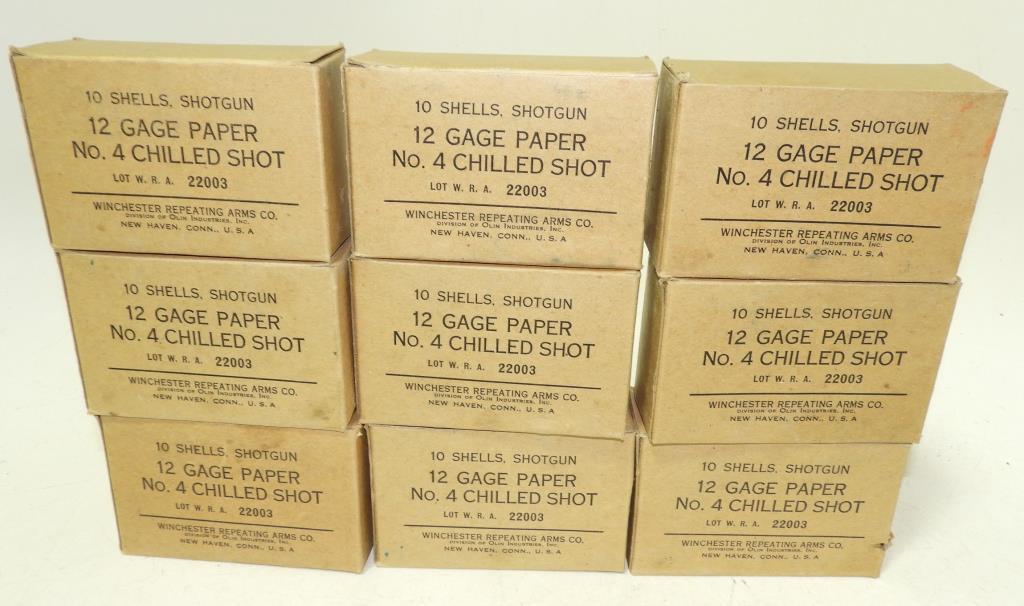 10 SHELLS, SHOTGUN
12 GAGE PAPER
No. 4 CHILLED SHOT
LOT W. R. A. 22003
WINCHESTER REPEATING ARMS CO.
DIVISION OF OLIN INDUSTRIES, INC.
NEW HAVEN, CONN., U. S. A
10 SHELLS, SHOTGUN
12 GAGE PAPER
No. 4 CHILLED SHOT
LOT W. R. A. 22003
WINCHESTER REPEATING ARMS CO.
DIVISION OF OLIN INDUSTRIES, INC.
NEW HAVEN, CONN., U. S. A
10 SHELLS, SHOTGUN
12 GAGE PAPER
No. 4 CHILLED SHOT
LOT W. R. A. 22003
WINCHESTER REPEATING ARMS CO.
DIVISION OF OLIN INDUSTRIES, INC.
NEW HAVEN, CONN., U. S. A
10 SHELLS, SHOTGUN
12 GAGE PAPER
No. 4 CHILLED SHOT
LOT W. R. A. 22003
WINCHESTER REPEATING ARMS CO.
DIVISION OF OLIN INDUSTRIES, INC.
NEW HAVEN, CONN., U. S. A
10 SHELLS, SHOTGUN
12 GAGE PAPER
No. 4 CHILLED SHOT
LOT W. R. A. 22003
WINCHESTER REPEATING ARMS CO.
DIVISION OF OLIN INDUSTRIES, INC.
NEW HAVEN, CONN., U. S. A
10 SHELLS, SHOTGUN
12 GAGE PAPER
No. 4 CHILLED SHOT
LOT W. R. A. 22003
WINCHESTER REPEATING ARMS CO.
DIVISION OF OLIN INDUSTRIES, INC.
NEW HAVEN, CONN., U. S. A
10 SHELLS, SHOTGUN
12 GAGE PAPER
No. 4 CHILLED SHOT
LOT W. R. A. 22003
WINCHESTER REPEATING ARMS CO.
DIVISION OF OLIN INDUSTRIES, INC.
NEW HAVEN, CONN., U. S. A
10 SHELLS, SHOTGUN
12 GAGE PAPER
No. 4 CHILLED SHOT
LOT W. R. A. 22003
WINCHESTER REPEATING ARMS CO.
DIVISION OF OLIN INDUSTRIES, INC.
NEW HAVEN, CONN., U. S. A
10 SHELLS, SHOTGUN
12 GAGE PAPER
No. 4 CHILLED SHOT
LOT W. R. A. 22003
WINCHESTER REPEATING ARMS CO.
DIVISION OF OLIN INDUSTRIES, INC.
NEW HAVEN, CONN., U. S. A